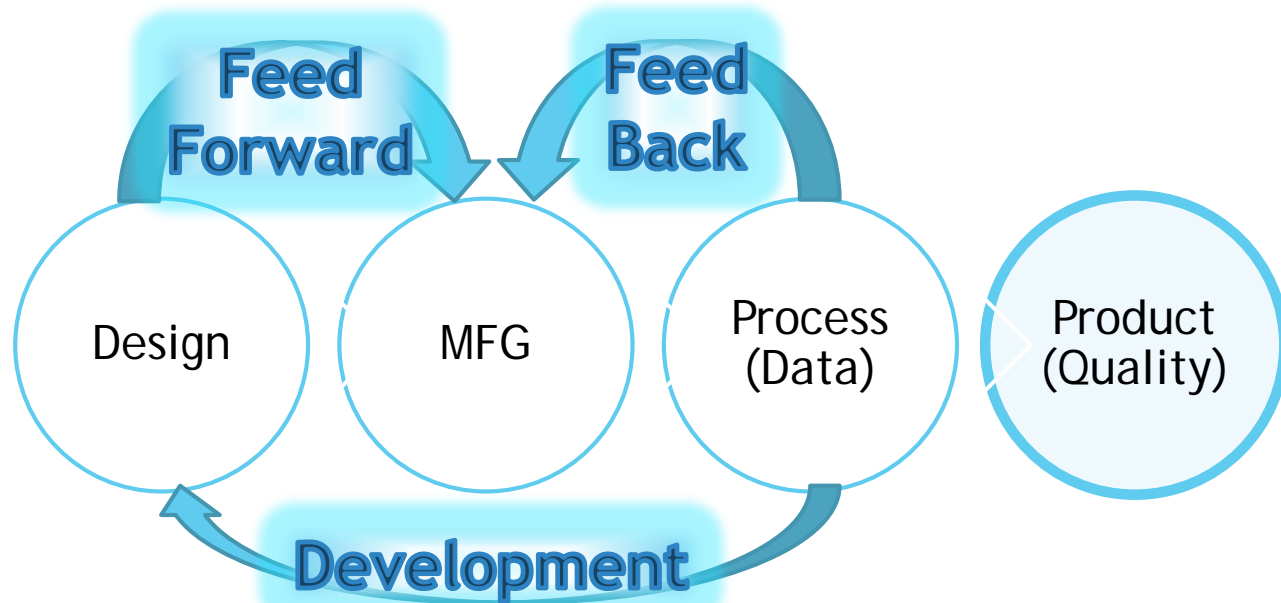 Feed
Forward
Feed
Back
Design
MFG
Process
(Data)
Product
(Quality)
Development